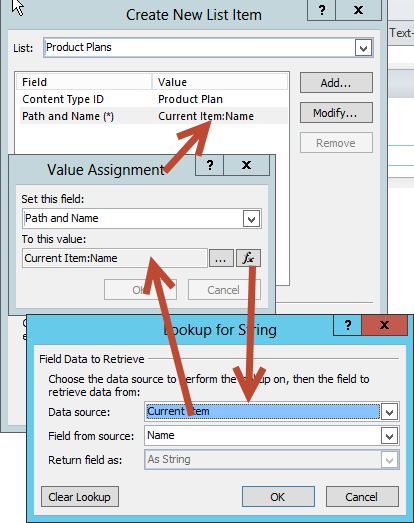 Create New List Item ? x
Text-
List: Product Plans
Field Value Add...
Content Type ID Product Plan
Path and Name (*) Current Item:Name Modify...
Remove
Value Assignment ? x
Set this field:
Path and Name
To this value:
Current Item:Name ... fx
OK Cancel
Lookup for String ? x
Field Data to Retrieve
Choose the data source to perform the lookup on, then the field to
retrieve data from:
Data source: Current Item
Field from source: Name
Return field as: As String
Clear Lookup OK Cancel